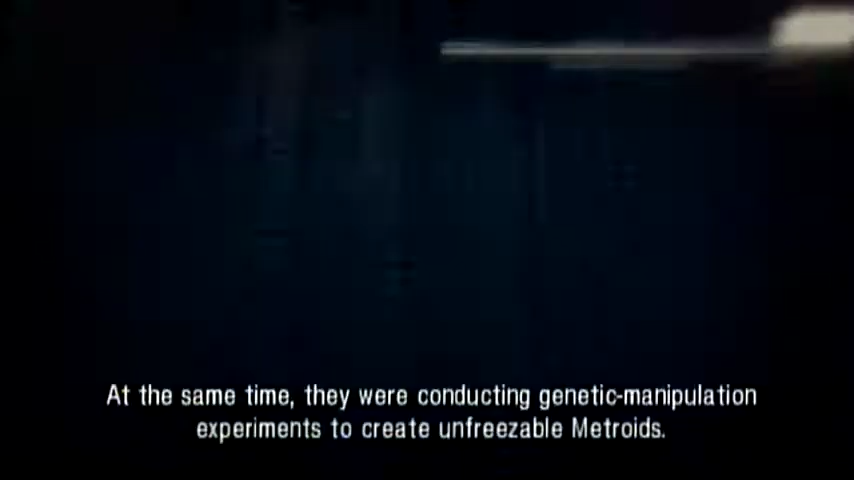 At the same time, they were conducting genetic-manipulation
experiments to create unfreezable Metroids.